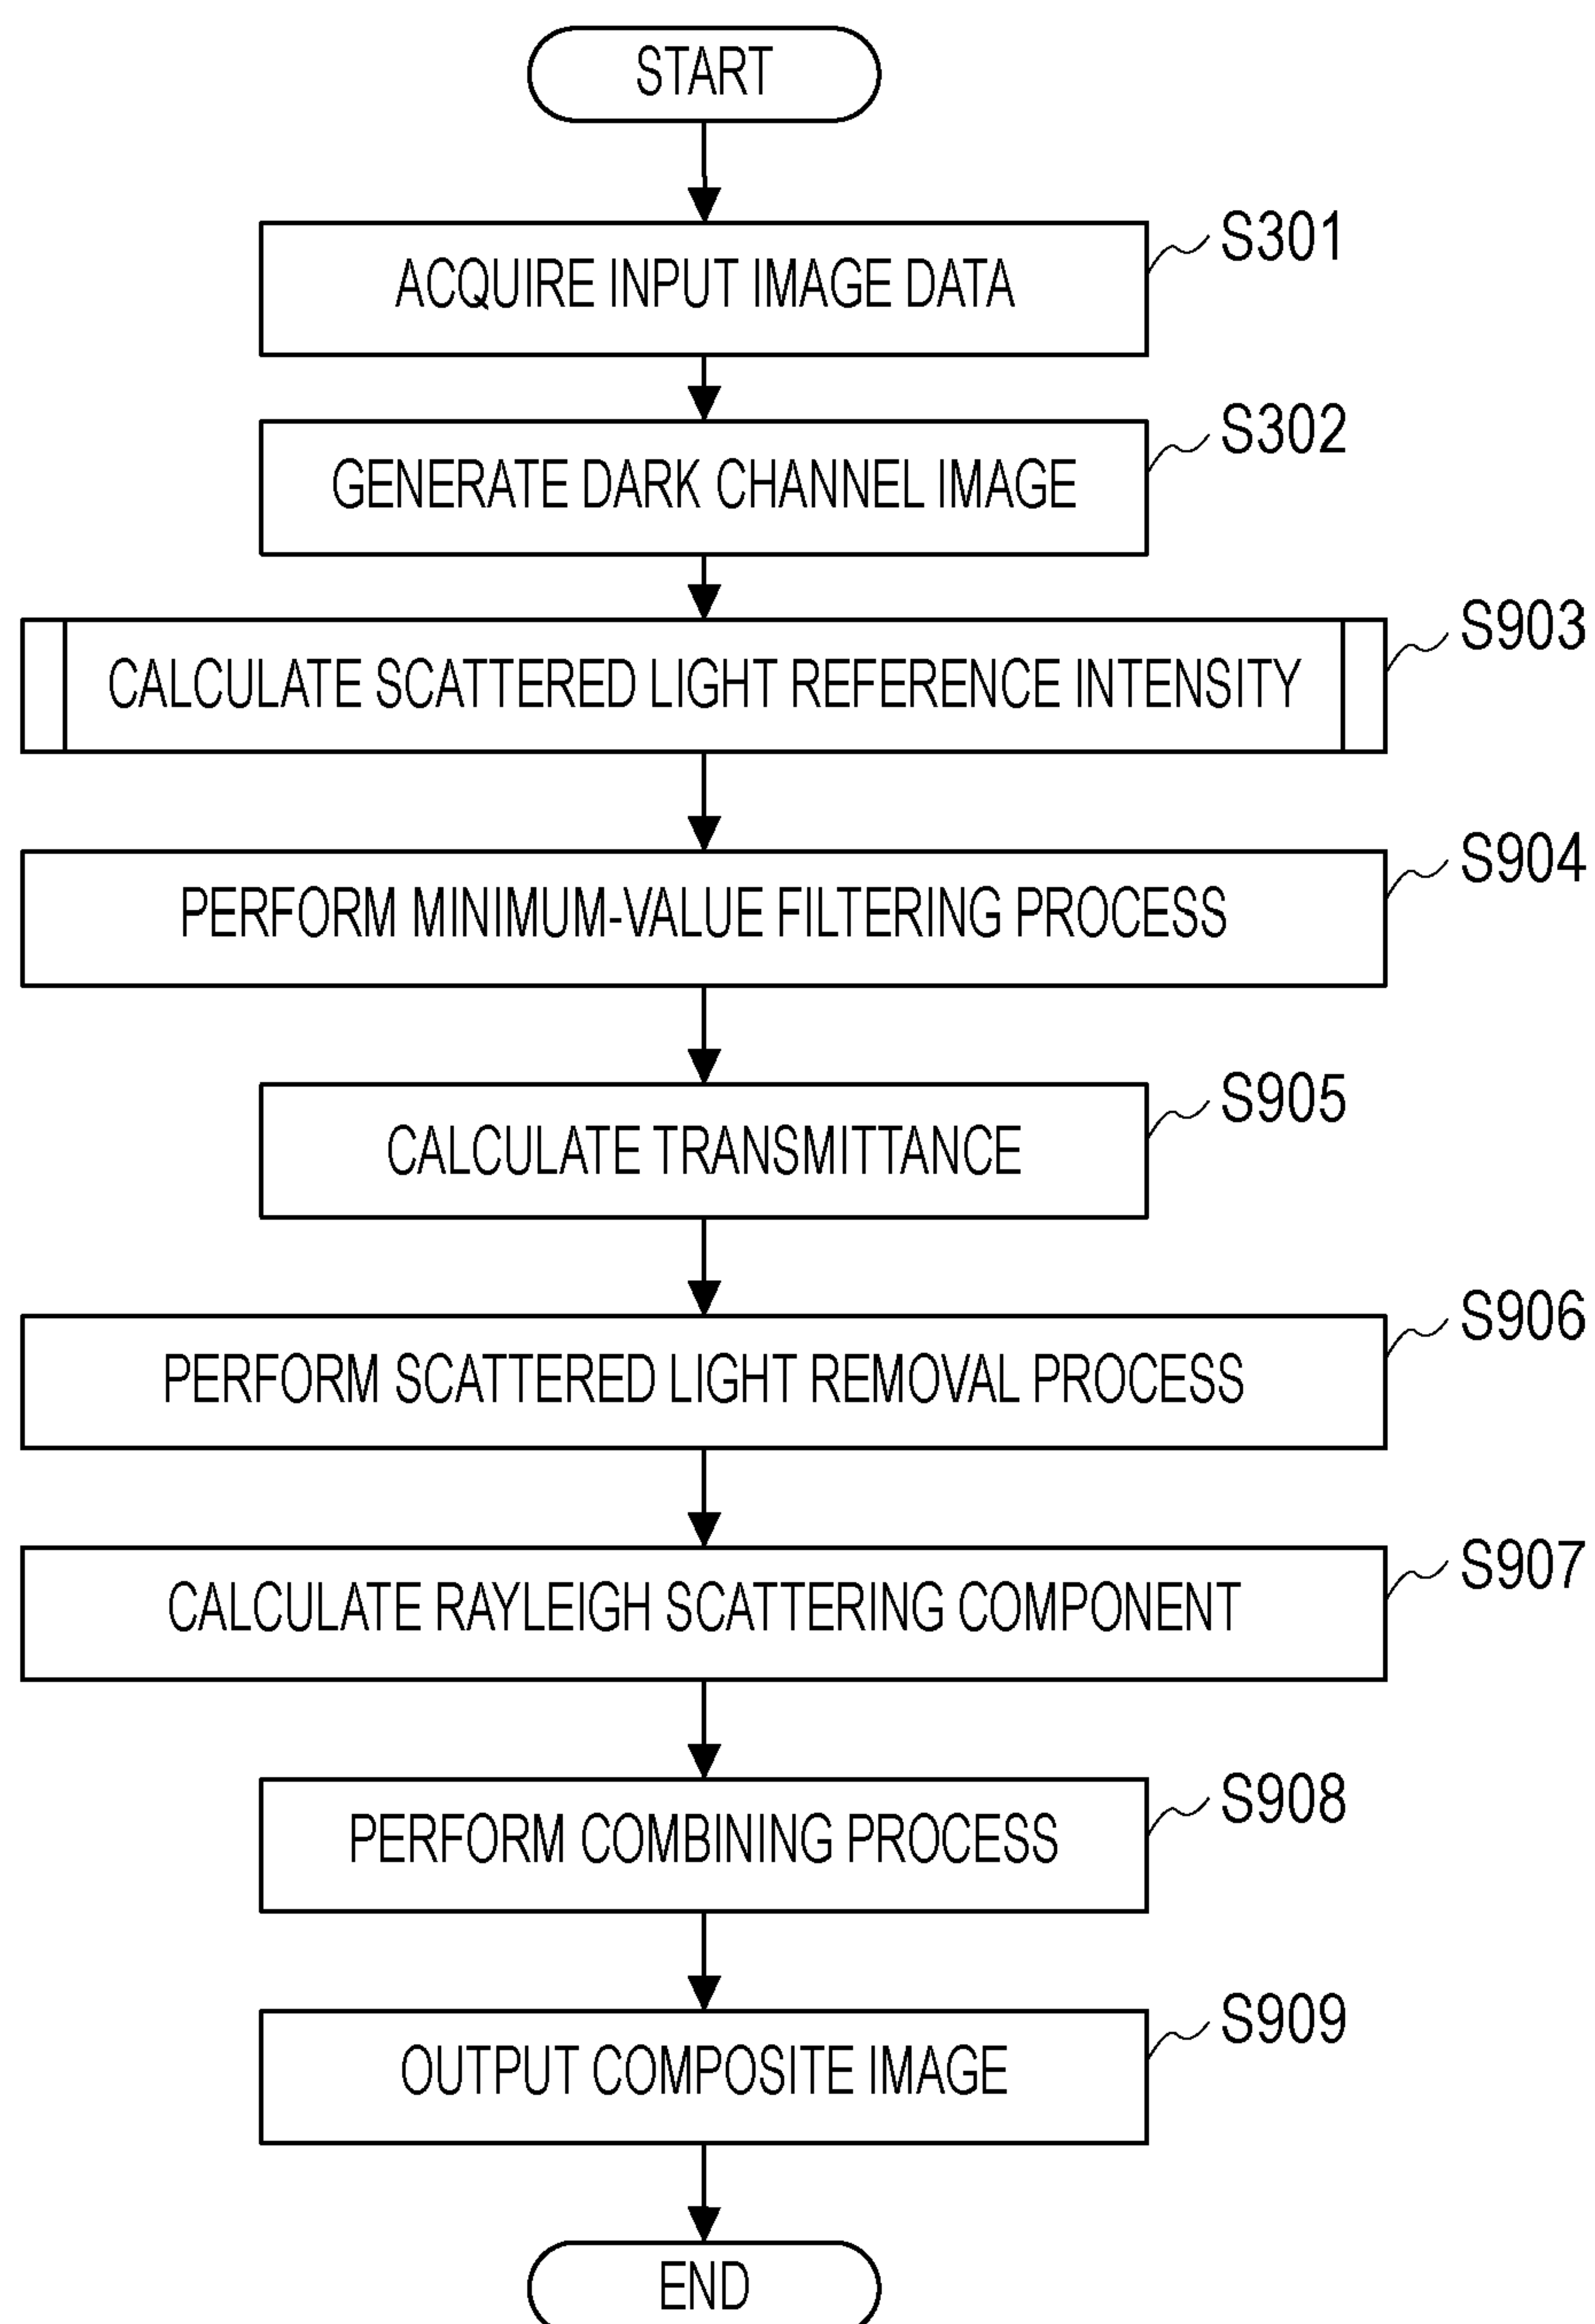 START
S301
ACQUIRE INPUT IMAGE DATA
S302
GENERATE DARK CHANNEL IMAGE
S903
CALCULATE SCATTERED LIGHT REFERENCE INTENSITY
S904
PERFORM MINIMUM-VALUE FILTERING PROCESS
S905
CALCULATE TRANSMITTANCE
S906
PERFORM SCATTERED LIGHT REMOVAL PROCESS
S907
CALCULATE RAYLEIGH SCATTERING COMPONENT
S908
PERFORM COMBINING PROCESS
S909
OUTPUT COMPOSITE IMAGE
END